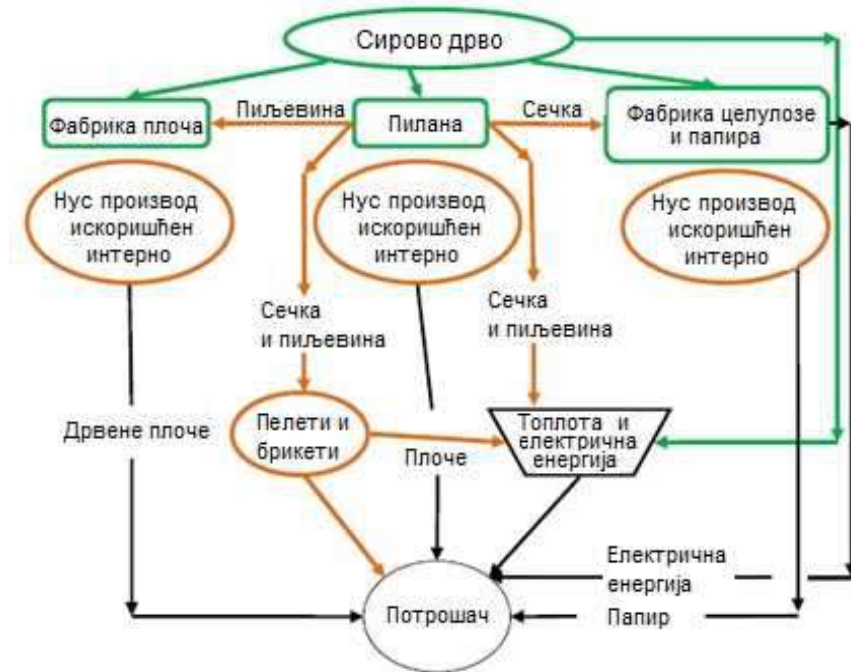 Сирово дрво
Фабрика плоча
Пиљевина
Пилана
Сечка
Фабрика целулозе
и папира
Нус производ
искоришћен
интерно
Нус производ
искоришћен
интерно
Нус производ
искоришћен
интерно
Сечка
и пиљевина
Сечка
и пиљевина
Дрвене плоче
Пелети и
брикети
Плоче
Топлота и
електрична
енергија
Електрична
енергија
Потрошач
Папир